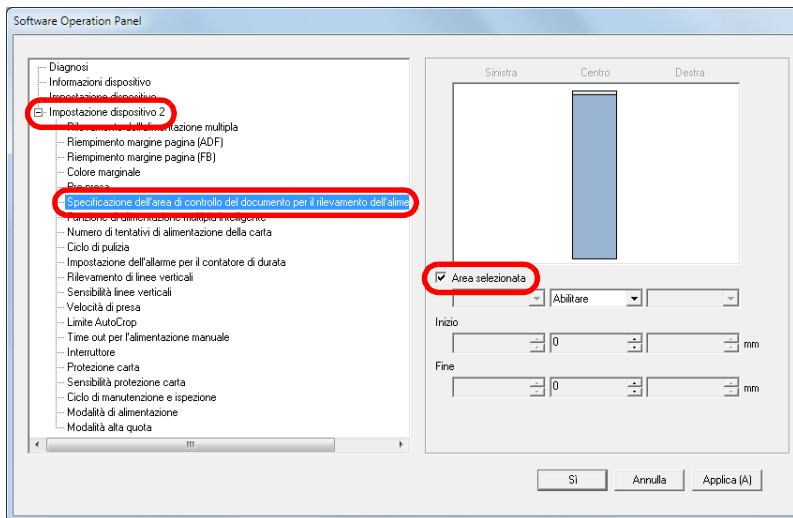 Software Operation Panel
Diagnosi
Informazioni dispositivo
Impostazione dispositivo
Impostazione dispositivo 2
Rilevamento dell'alimentazione multipla
Riempimento margine pagina (ADF)
Riempimento margine pagina (FB)
Colore marginale
Pre-presa
Specificazione dell'area di controllo del documento per il rilevamento dell'alime
Funzione di alimentazione multipla intelligente
Numero di tentativi di alimentazione della carta
Ciclo di pulizia
Impostazione dell'allarme per il contatore di durata
Rilevamento di linee verticali
Sensibilità linee verticali
Velocità di presa
Limite AutoCrop
Time out per l'alimentazione manuale
Interruttore
Protezione carta
Sensibilità protezione carta
Ciclo di manutenzione e ispezione
Modalità di alimentazione
Modalità alta quota
Sinistra Centro Destra
Area selezionata
Abilitare
Inizio
0 mm
Fine
0 mm
Sì Annulla Applica (A)